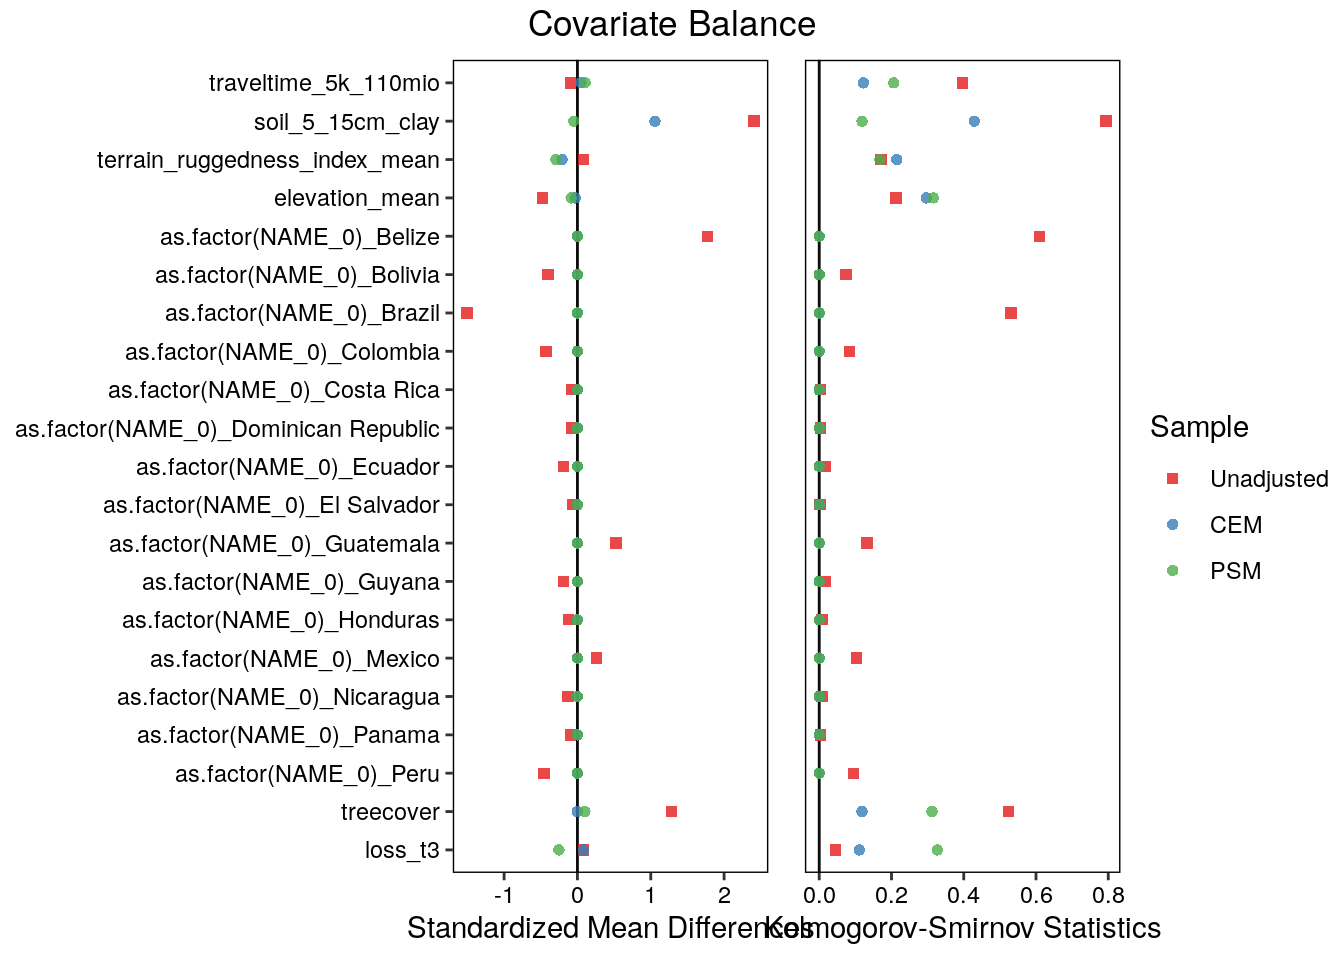 Covariate Balance
traveltime_5k_110mio
soil_5_15cm_clay
terrain_ruggedness_index_mean
elevation_mean
as.factor(NAME_0)_Belize
as.factor(NAME_0)_Bolivia
as.factor(NAME_0)_Brazil
as.factor(NAME_0)_Colombia
as.factor(NAME_0)_Costa Rica
as.factor(NAME_0)_Dominican Republic
as.factor(NAME_0)_Ecuador
as.factor(NAME_0)_El Salvador
as.factor(NAME_0)_Guatemala
as.factor(NAME_0)_Guyana
as.factor(NAME_0)_Honduras
as.factor(NAME_0)_Mexico
as.factor(NAME_0)_Nicaragua
as.factor(NAME_0)_Panama
as.factor(NAME_0)_Peru
treecover
loss_t3
-1 0 1 2
0.0 0.2 0.4 0.6 0.8
Standardized Mean Differences
Kolmogorov-Smirnov Statistics
Sample
Unadjusted
CEM
PSM